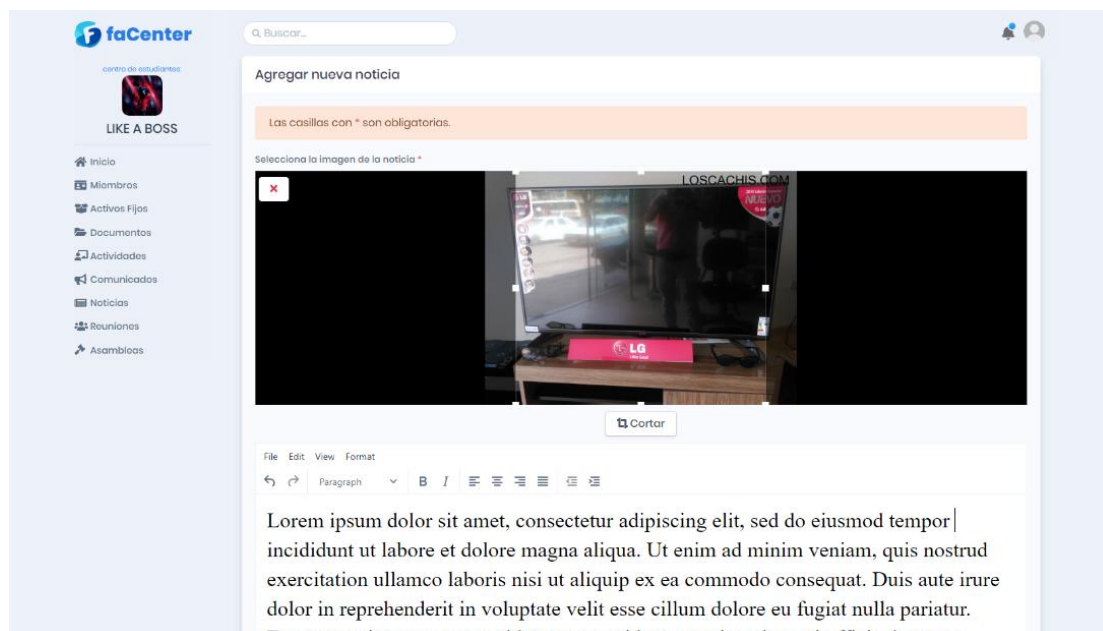 faCenter
Buscar...
centro de estudiantes
LIKE A BOSS
Inicio
Miembros
Activos Fijos
Documentos
Actividades
Comunicados
Noticias
Reuniones
Asambleas
Agregar nueva noticia
Las casillas con * son obligatorias.
Selecciona la imagen de la noticia *
LOSCACHIS.COM
NUEVO
LG
Cortar
File Edit View Format
Paragraph B I
Lorem ipsum dolor sit amet, consectetur adipiscing elit, sed do eiusmod tempor
incididunt ut labore et dolore magna aliqua. Ut enim ad minim veniam, quis nostrud
exercitation ullamco laboris nisi ut aliquip ex ea commodo consequat. Duis aute irure
dolor in reprehenderit in voluptate velit esse cillum dolore eu fugiat nulla pariatur.